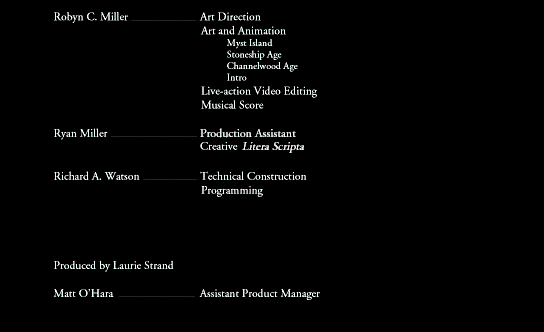 Robyn C. Miller Art Direction
Art and Animation
Myst Island
Stoneship Age
Channelwood Age
Intro
Live-action Video Editing
Musical Score
Ryan Miller Production Assistant
Creative Litera Scripta
Richard A. Watson Technical Construction
Programming
Produced by Laurie Strand
Matt O'Hara Assistant Product Manager